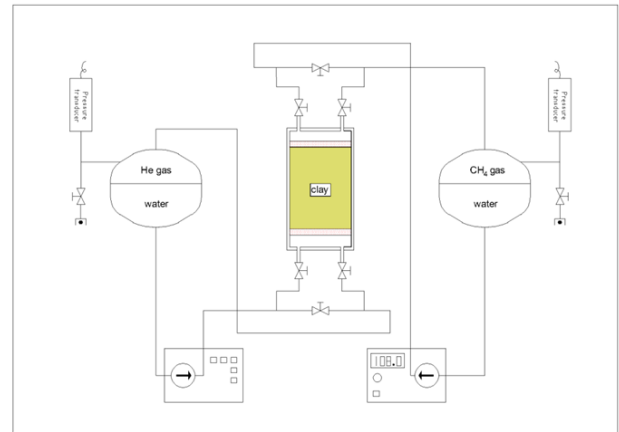 Pressure
transducer
He gas
water
clay
Pressure
transducer
CH₄ gas
water
108.0